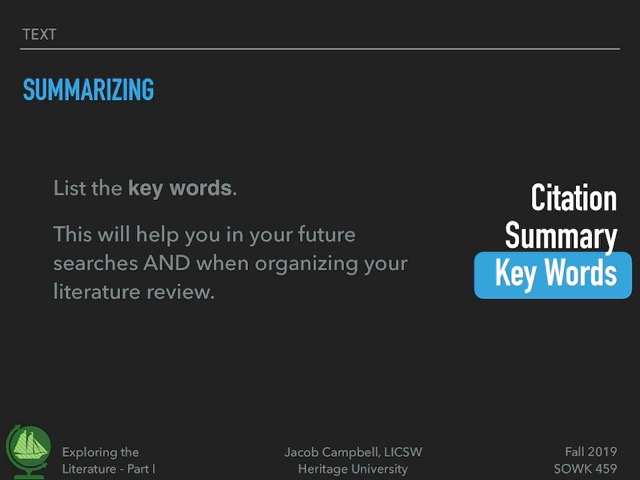 TEXT
SUMMARIZING
List the key words.
This will help you in your future
searches AND when organizing your
literature review.
Citation
Summary
Key Words
Exploring the
Literature - Part I
Jacob Campbell, LICSW
Heritage University
Fall 2019
SOWK 459